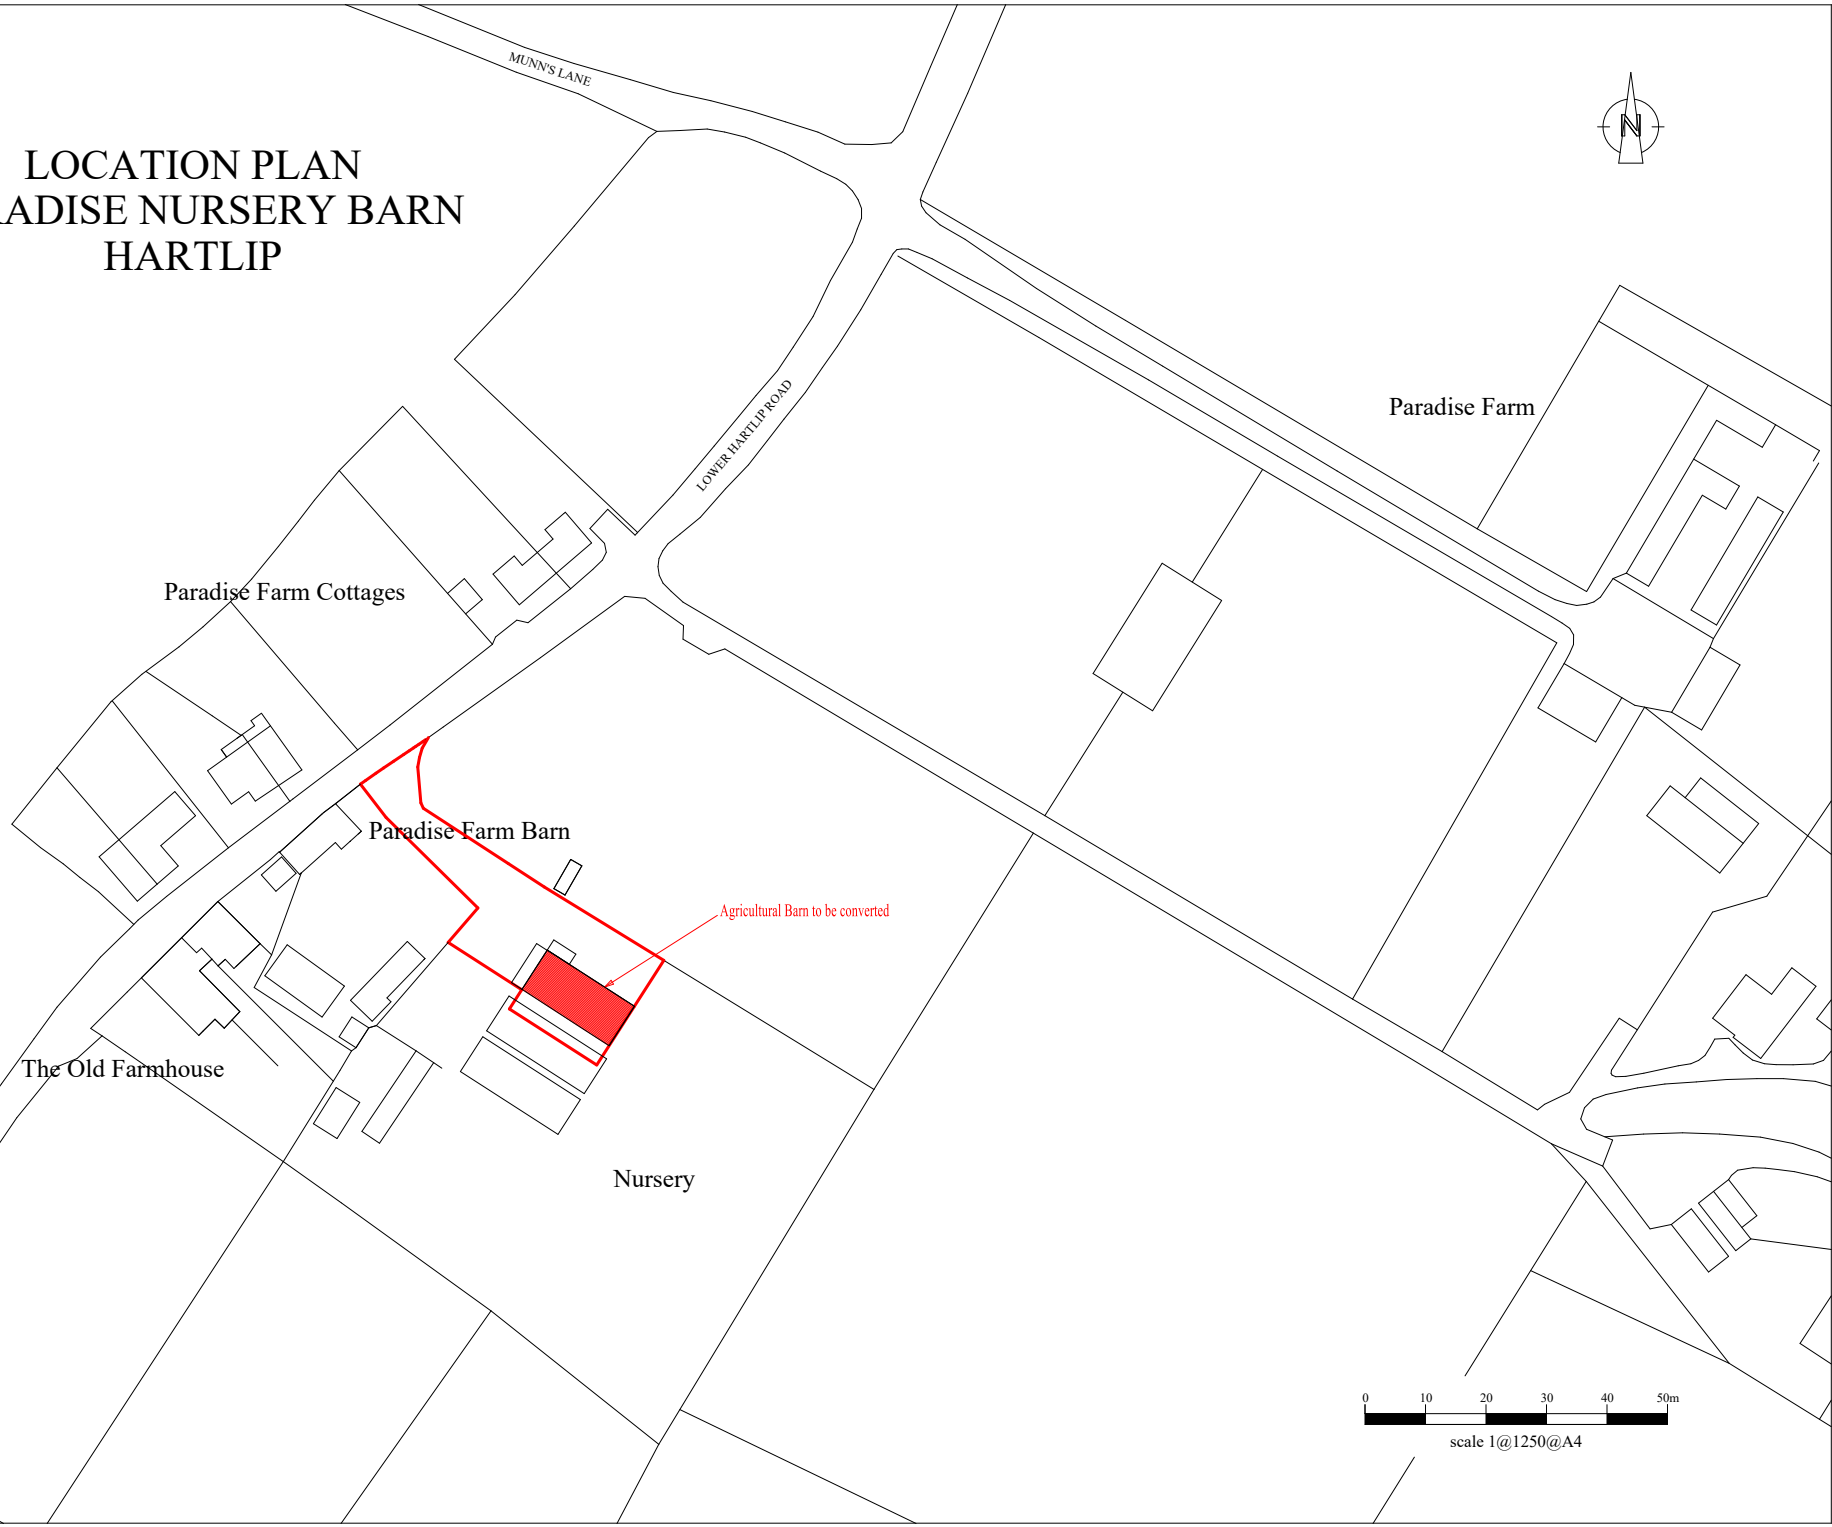 MUNN'S LANE
N
LOCATION PLAN
RADISE NURSERY BARN
HARTLIP
LOWER HARTLIP ROAD
Paradise Farm
Paradise Farm Cottages
Paradise Farm Barn
Agricultural Barn to be converted
The Old Farmhouse
Nursery
0 10 20 30 40 50m
scale 1@1250@A4